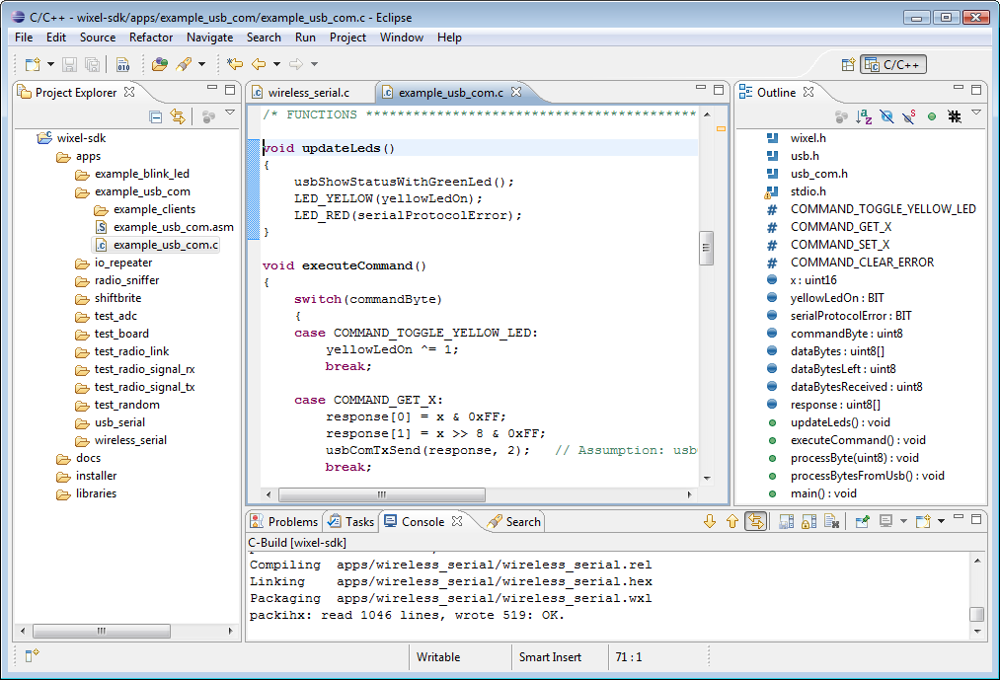 C/C++ - wixel-sdk/apps/example_usb_com/example_usb_com.c - Eclipse
File Edit Source Refactor Navigate Search Run Project Window Help
010
C/C++
Project Explorer
wixel-sdk
apps
example_blink_led
example_usb_com
example_clients
example_usb_com.asm
example_usb_com.c
io_repeater
radio_sniffer
shiftbrite
test_adc
test_board
test_radio_link
test_radio_signal_rx
test_radio_signal_tx
test_random
usb_serial
wireless_serial
docs
installer
libraries
wireless_serial.c
example_usb_com.c
/* FUNCTIONS ******************************************
void updateLeds()
{
    usbShowStatusWithGreenLed();
    LED_YELLOW(yellowLedOn);
    LED_RED(serialProtocolError);
}
void executeCommand()
{
    switch(commandByte)
    {
    case COMMAND_TOGGLE_YELLOW_LED:
        yellowLedOn ^= 1;
        break;
    case COMMAND_GET_X:
        response[0] = x & 0xFF;
        response[1] = x >> 8 & 0xFF;
        usbComTxSend(response, 2);   // Assumption: usb
        break;
Outline
wixel.h
usb.h
usb_com.h
stdio.h
# COMMAND_TOGGLE_YELLOW_LED
# COMMAND_GET_X
# COMMAND_SET_X
# COMMAND_CLEAR_ERROR
x : uint16
yellowLedOn : BIT
serialProtocolError : BIT
commandByte : uint8
dataBytes : uint8[]
dataBytesLeft : uint8
dataBytesReceived : uint8
response : uint8[]
updateLeds() : void
executeCommand() : void
processByte(uint8) : void
processBytesFromUsb() : void
main() : void
Problems Tasks Console Search
C-Build [wixel-sdk]
Compiling  apps/wireless_serial/wireless_serial.rel
Linking    apps/wireless_serial/wireless_serial.hex
Packaging  apps/wireless_serial/wireless_serial.wxl
packihx: read 1046 lines, wrote 519: OK.
Writable Smart Insert 71 : 1